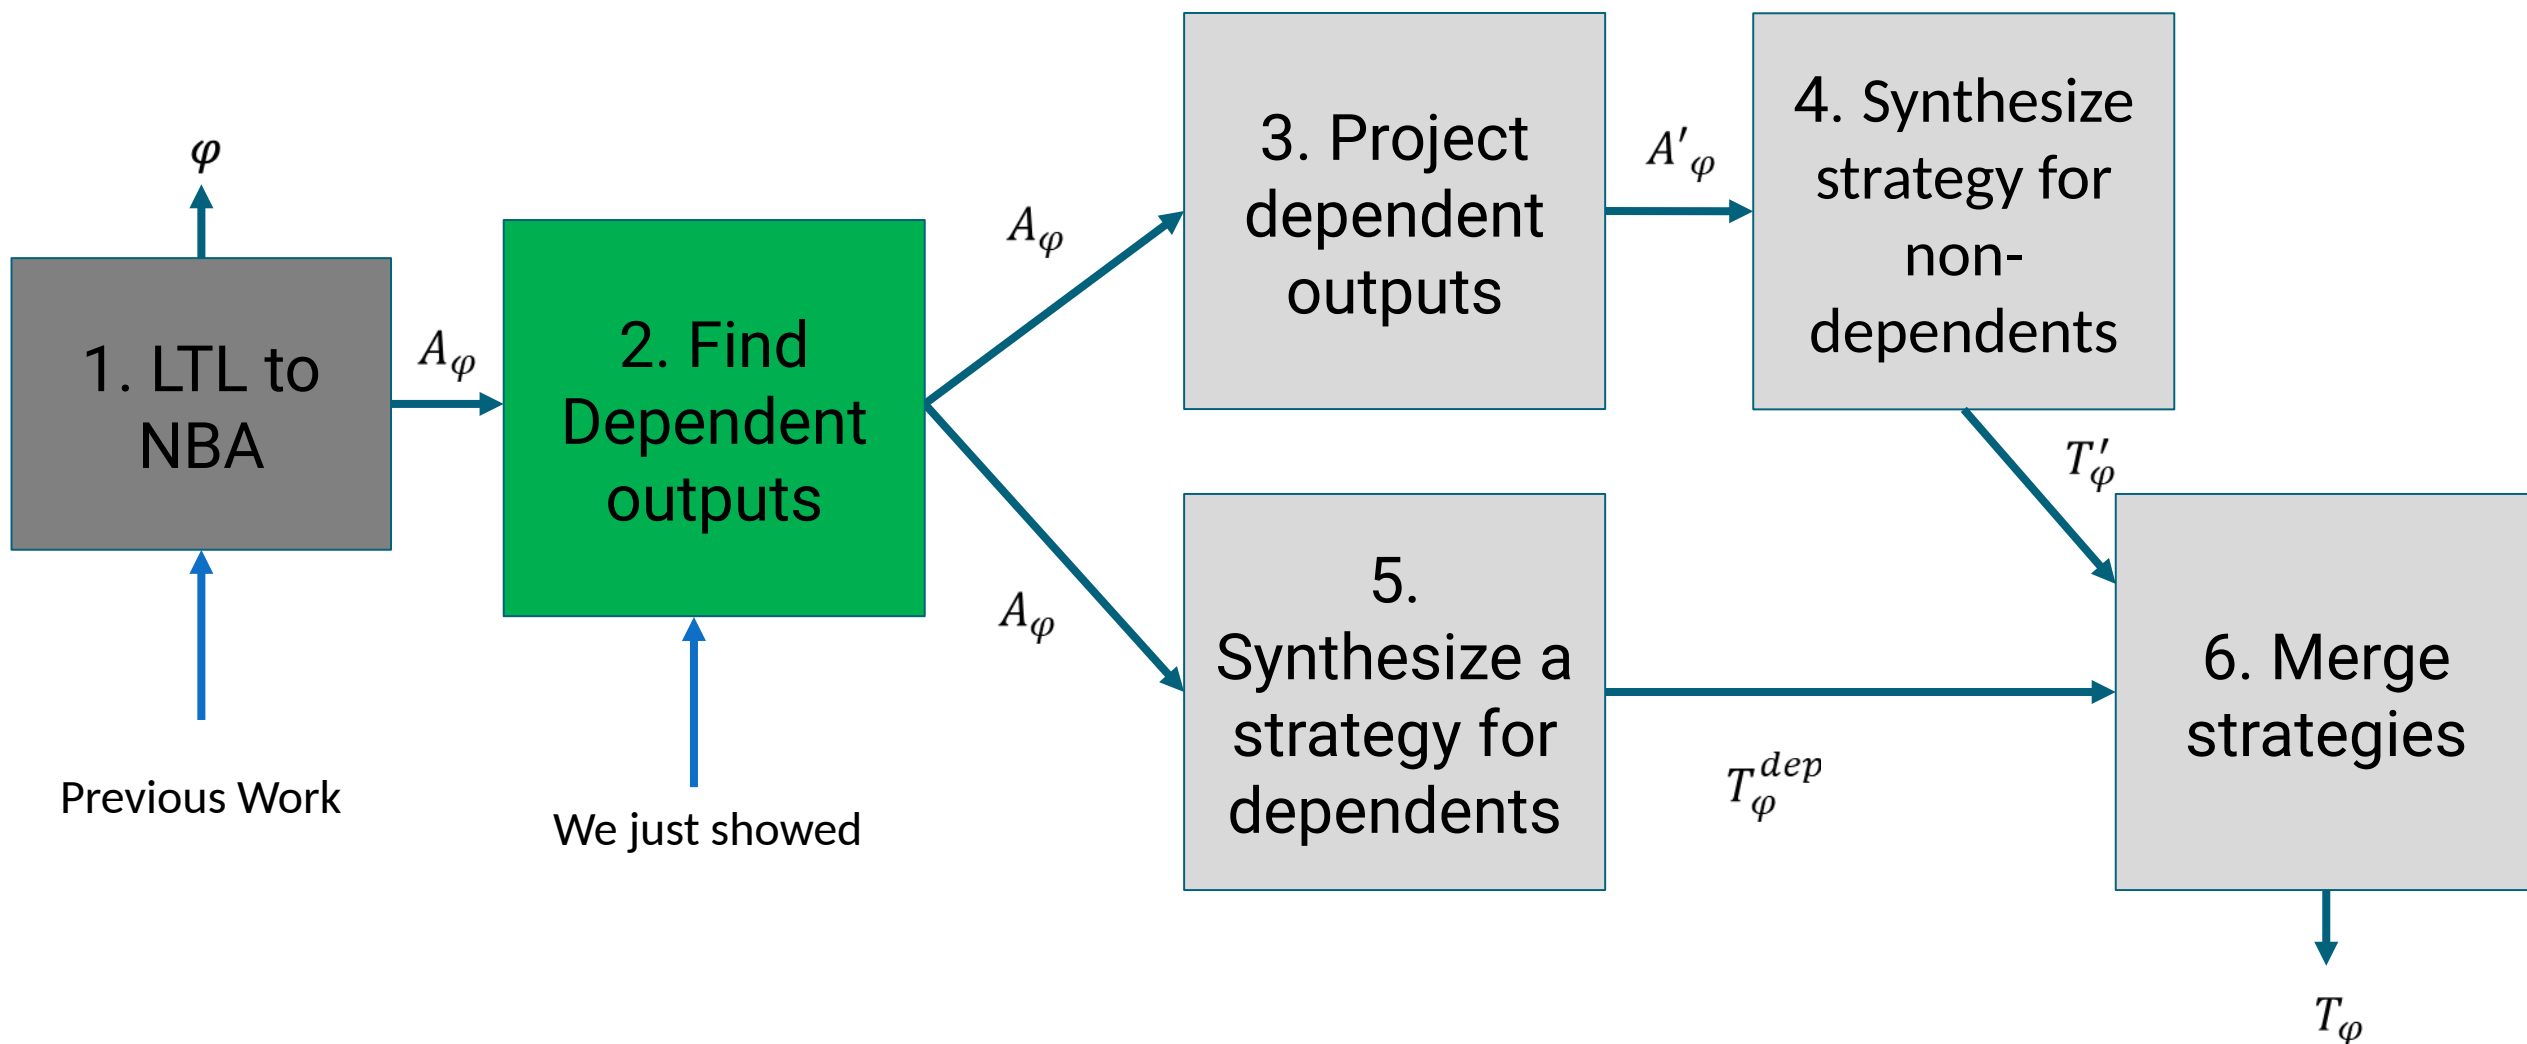 φ
1. LTL to
NBA
Previous Work
A_φ
2. Find
Dependent
outputs
We just showed
A_φ
A_φ
3. Project
dependent
outputs
A'_φ
4. Synthesize
strategy for
non-
dependents
5.
Synthesize a
strategy for
dependents
T'_φ
T_φ^dep
6. Merge
strategies
T_φ